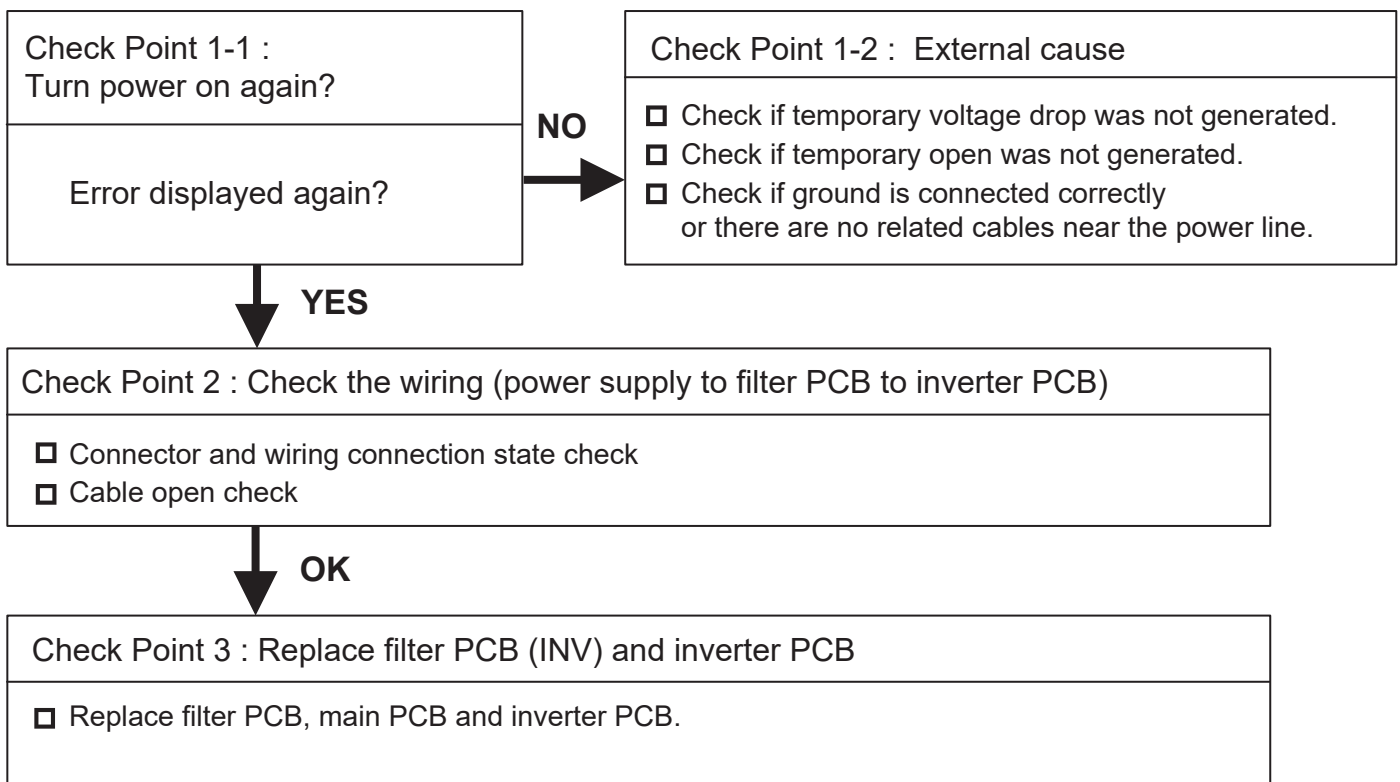 Check Point 1-1 :
Turn power on again?
Error displayed again?
NO
Check Point 1-2 :  External cause
Check if temporary voltage drop was not generated.
Check if temporary open was not generated.
Check if ground is connected correctly
or there are no related cables near the power line.
YES
Check Point 2 : Check the wiring (power supply to filter PCB to inverter PCB)
Connector and wiring connection state check
Cable open check
OK
Check Point 3 : Replace filter PCB (INV) and inverter PCB
Replace filter PCB, main PCB and inverter PCB.